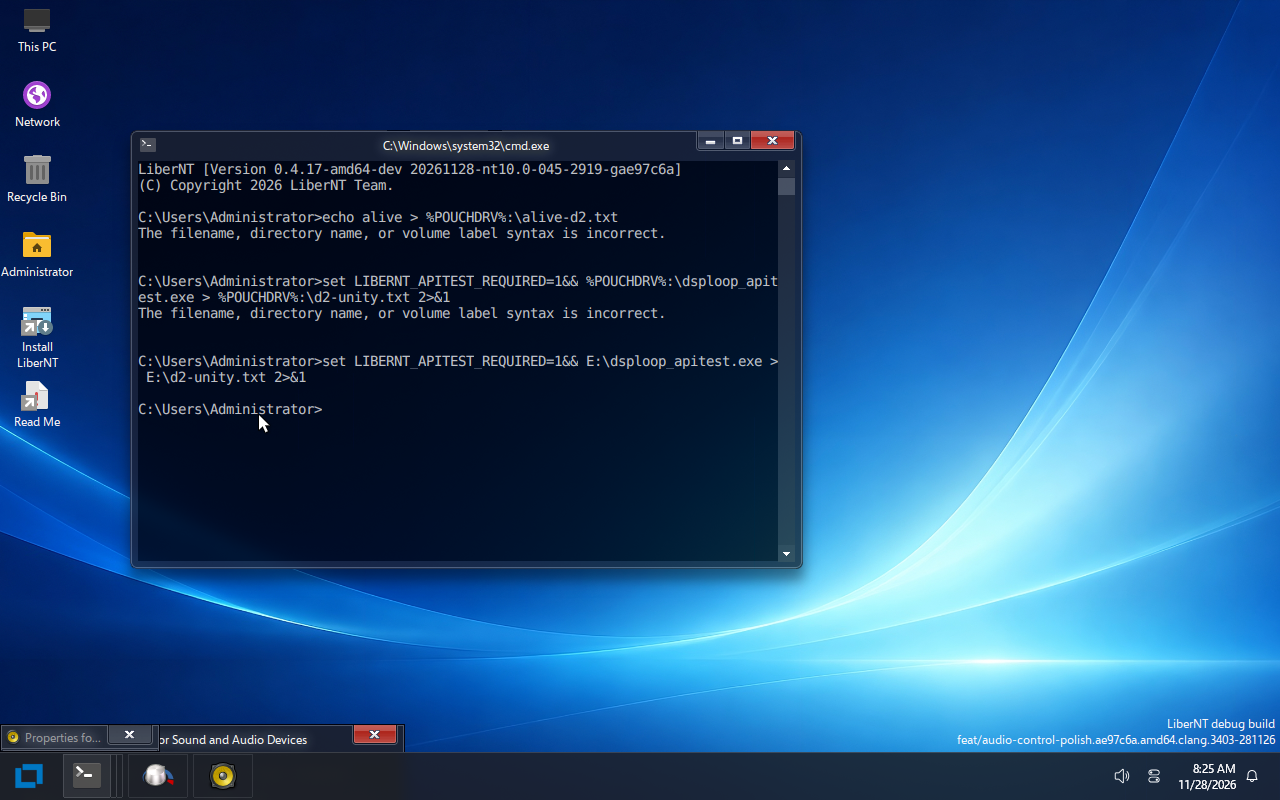 This PC
Network
Recycle Bin
Administrator
Install
LiberNT
Read Me
C:\Windows\system32\cmd.exe
LiberNT [Version 0.4.17-amd64-dev 20261128-nt10.0-045-2919-gae97c6a]
(C) Copyright 2026 LiberNT Team.
C:\Users\Administrator>echo alive > %POUCHDRV%:\alive-d2.txt
The filename, directory name, or volume label syntax is incorrect.
C:\Users\Administrator>set LIBERNT_APITEST_REQUIRED=1&& %POUCHDRV%:\dsploop_apit
est.exe > %POUCHDRV%:\d2-unity.txt 2>&1
The filename, directory name, or volume label syntax is incorrect.
C:\Users\Administrator>set LIBERNT_APITEST_REQUIRED=1&& E:\dsploop_apitest.exe >
 E:\d2-unity.txt 2>&1
C:\Users\Administrator>
Properties fo...
or Sound and Audio Devices
LiberNT debug build
feat/audio-control-polish.ae97c6a.amd64.clang.3403-281126
8:25 AM
11/28/2026